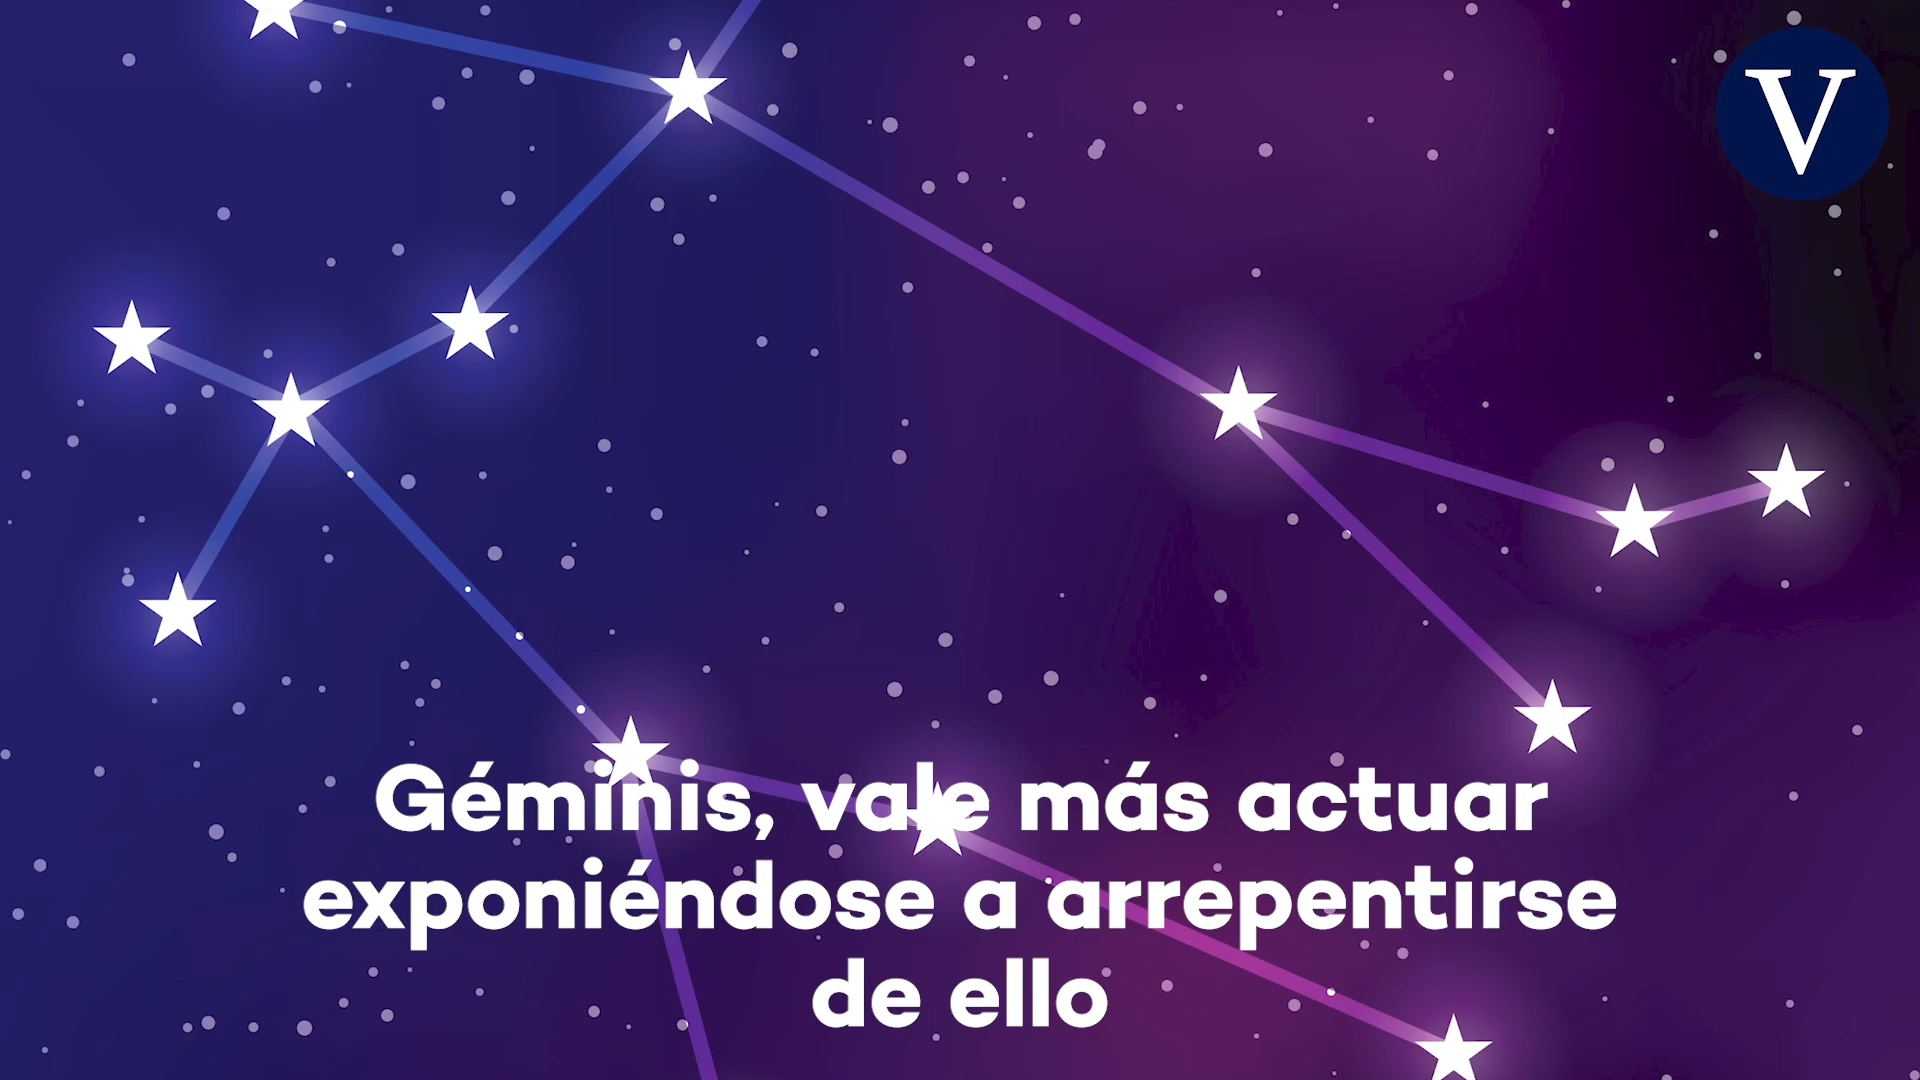 V
Géminis, vale más actuar
exponiéndose a arrepentirse
de ello